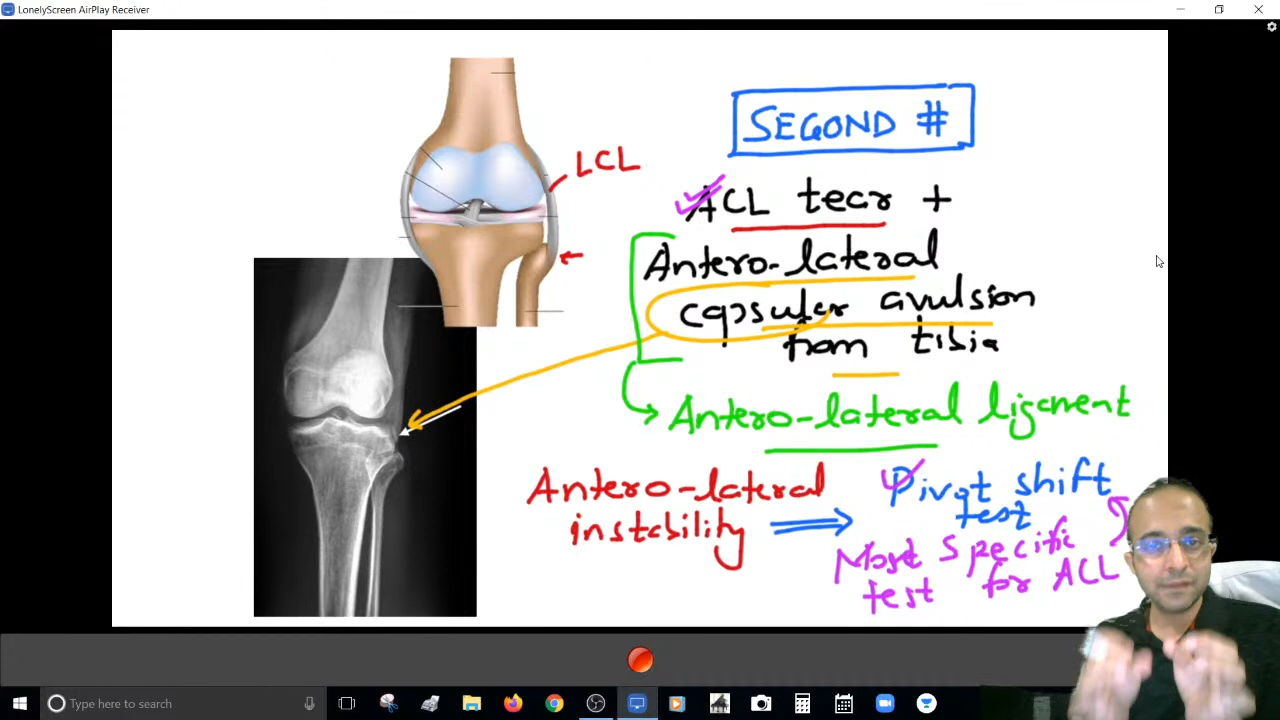 LonelyScreen AirPlay Receiver
SEGOND #
LCL
ACL tear +
Antero-lateral
capsular avulsion
from tibia
Antero-lateral ligament
Antero-lateral
instability
Pivot shift
test
Most specific
test for ACL
Type here to search